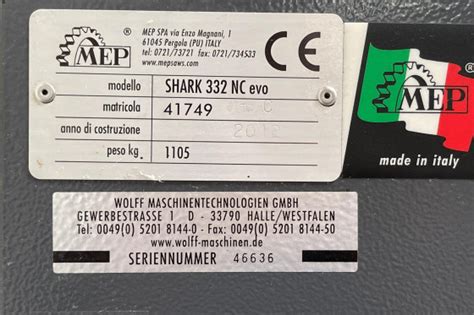 MEP
®
MEP SPA via Enzo Magnani, 1
61045 Pergola (PU) ITALY
tel. 0721/73721 fax. 0721/734533
www.mepsaws.com
CE
modello SHARK 332 NC evo
matricola 41749
anno di costruzione 2012
peso kg. 1105
MEP
®
made in italy
WOLFF MASCHINENTECHNOLOGIEN GMBH
GEWERBESTRASSE 1 D - 33790 HALLE/WESTFALEN
Tel: 0049(0) 5201 8144-0 - Fax: 0049(0) 5201 8144-50
www.wolff-maschinen.de
SERIENNUMMER 46636